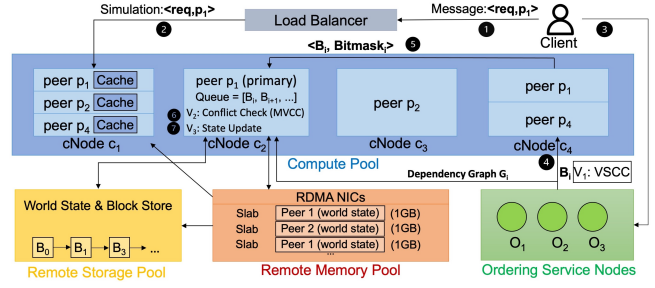 Simulation:<req,p1>
Message:<req,p1>
Load Balancer
2
1
3
Client
<Bi, Bitmaski>
5
peer p1 Cache
peer p2 Cache
peer p4 Cache
cNode c1
peer p1 (primary)
Queue = [Bi, Bi+1, ...]
6 V2: Conflict Check (MVCC)
7 V3: State Update
cNode c2
peer p2
cNode c3
peer p1
peer p4
cNode c4
Compute Pool
4
Dependency Graph Gi
Bi V1: VSCC
World State & Block Store
B0 B1 B3 ...
Remote Storage Pool
RDMA NICs
Slab Peer 1 (world state) (1GB)
Slab Peer 2 (world state) (1GB)
Slab Peer 1 (world state) (1GB)
...
Remote Memory Pool
O1 O2 O3
Ordering Service Nodes